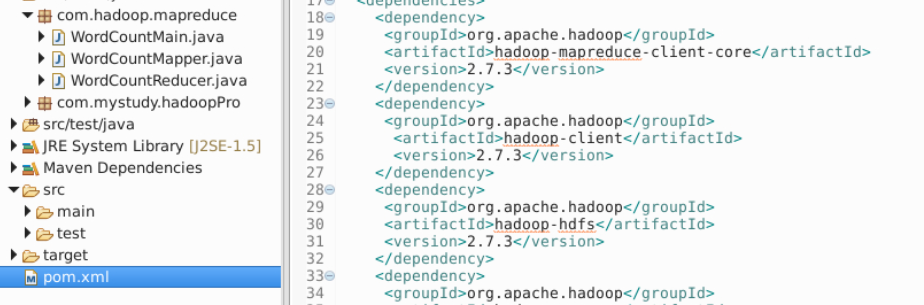 com.hadoop.mapreduce
WordCountMain.java
WordCountMapper.java
WordCountReducer.java
com.mystudy.hadoopPro
src/test/java
JRE System Library [J2SE-1.5]
Maven Dependencies
src
main
test
target
pom.xml
17 <dependencies>
18 <dependency>
19 <groupId>org.apache.hadoop</groupId>
20 <artifactId>hadoop-mapreduce-client-core</artifactId>
21 <version>2.7.3</version>
22 </dependency>
23 <dependency>
24 <groupId>org.apache.hadoop</groupId>
25 <artifactId>hadoop-client</artifactId>
26 <version>2.7.3</version>
27 </dependency>
28 <dependency>
29 <groupId>org.apache.hadoop</groupId>
30 <artifactId>hadoop-hdfs</artifactId>
31 <version>2.7.3</version>
32 </dependency>
33 <dependency>
34 <groupId>org.apache.hadoop</groupId>